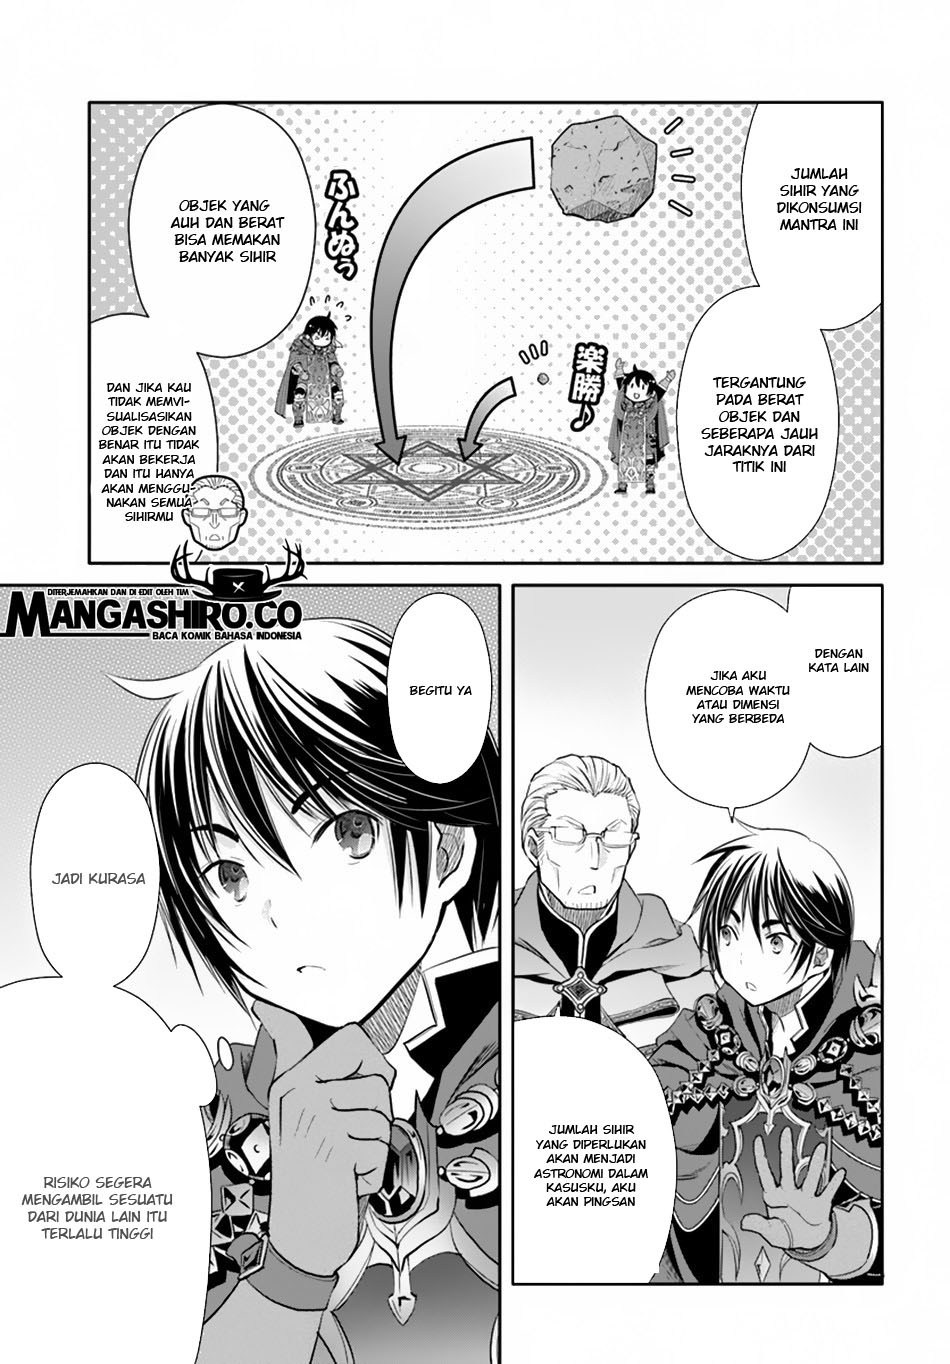 JUMLAH
SIHIR YANG
DIKONSUMSI
MANTRA INI
TERGANTUNG
PADA BERAT
OBJEK DAN
SEBERAPA JAUH
JARAKNYA DARI
TITIK INI
楽勝♪
OBJEK YANG
AUH DAN BERAT
BISA MEMAKAN
BANYAK SIHIR
ふんぬぅ
DAN JIKA KAU
TIDAK MEMVI-
SUALISASIKAN
OBJEK DENGAN
BENAR ITU TIDAK
AKAN BEKERJA
DAN ITU HANYA
AKAN MENGGU-
NAKAN SEMUA
SIHIRMU
DITERJEMAHKAN DAN DI EDIT OLEH TIM
MANGASHIRO.CO
BACA KOMIK BAHASA INDONESIA
DENGAN
KATA LAIN
JIKA AKU
MENCOBA WAKTU
ATAU DIMENSI
YANG BERBEDA
JUMLAH SIHIR
YANG DIPERLUKAN
AKAN MENJADI
ASTRONOMI DALAM
KASUSKU, AKU
AKAN PINGSAN
BEGITU YA
JADI KURASA
RISIKO SEGERA
MENGAMBIL SESUATU
DARI DUNIA LAIN ITU
TERLALU TINGGI